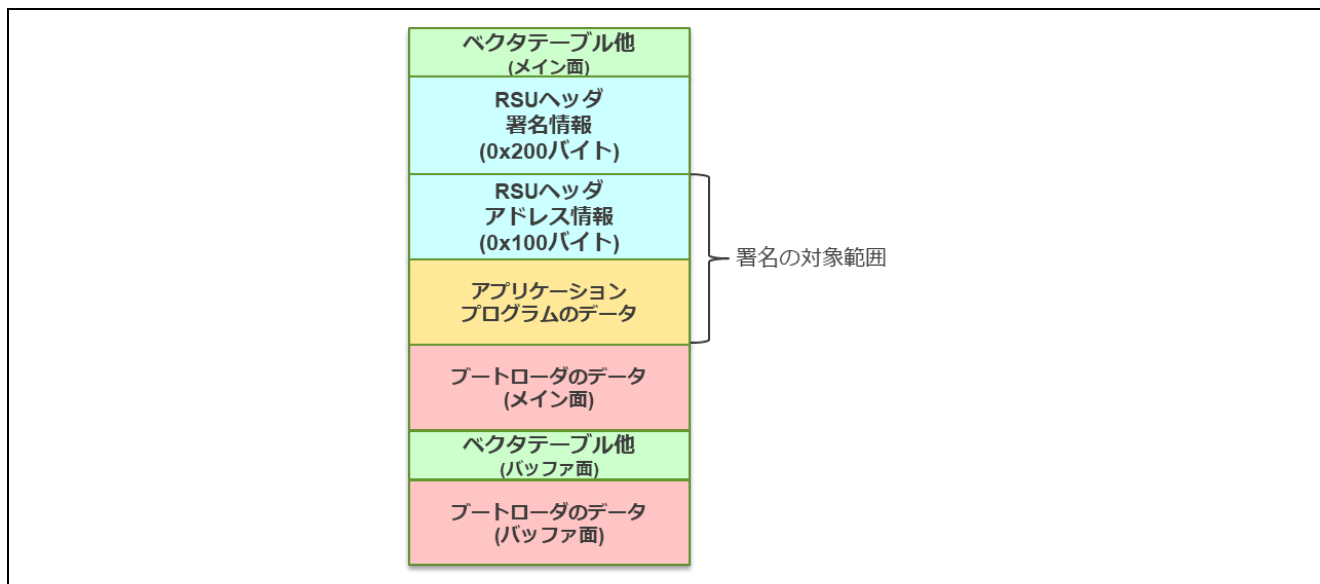 ベクタテーブル他
(メイン面)
RSUヘッダ
署名情報
(0x200バイト)
RSUヘッダ
アドレス情報
(0x100バイト)
署名の対象範囲
アプリケーション
プログラムのデータ
ブートローダのデータ
(メイン面)
ベクタテーブル他
(バッファ面)
ブートローダのデータ
(バッファ面)